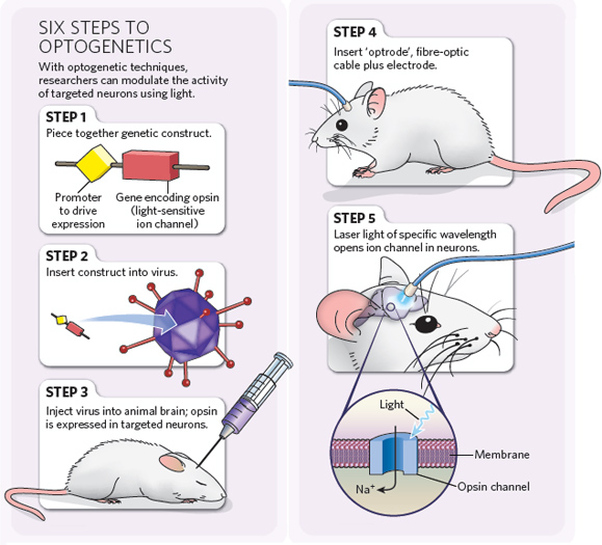 SIX STEPS TO
OPTOGENETICS
With optogenetic techniques,
researchers can modulate the activity
of targeted neurons using light.
STEP 1
Piece together genetic construct.
Promoter
to drive
expression
Gene encoding opsin
(light-sensitive
ion channel)
STEP 2
Insert construct into virus.
STEP 3
Inject virus into animal brain; opsin
is expressed in targeted neurons.
STEP 4
Insert ‘optrode’, fibre-optic
cable plus electrode.
STEP 5
Laser light of specific wavelength
opens ion channel in neurons.
Light
Membrane
Na⁺
Opsin channel